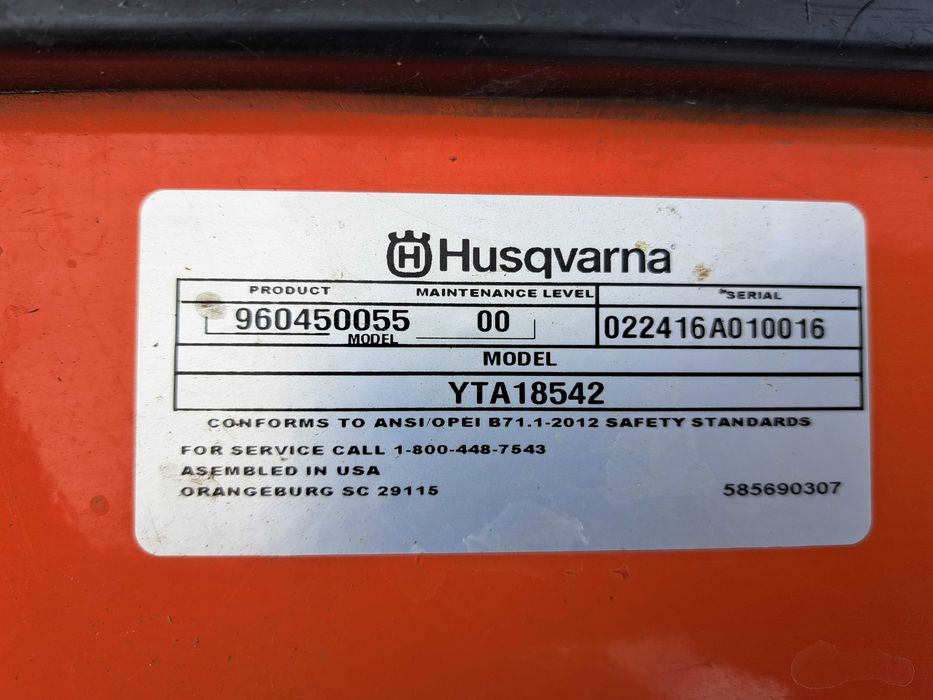 Husqvarna
PRODUCT MAINTENANCE LEVEL SERIAL
960450055 00 022416A010016
MODEL
MODEL
YTA18542
CONFORMS TO ANSI/OPEI B71.1-2012 SAFETY STANDARDS
FOR SERVICE CALL 1-800-448-7543
ASEMBLED IN USA
ORANGEBURG SC 29115 585690307